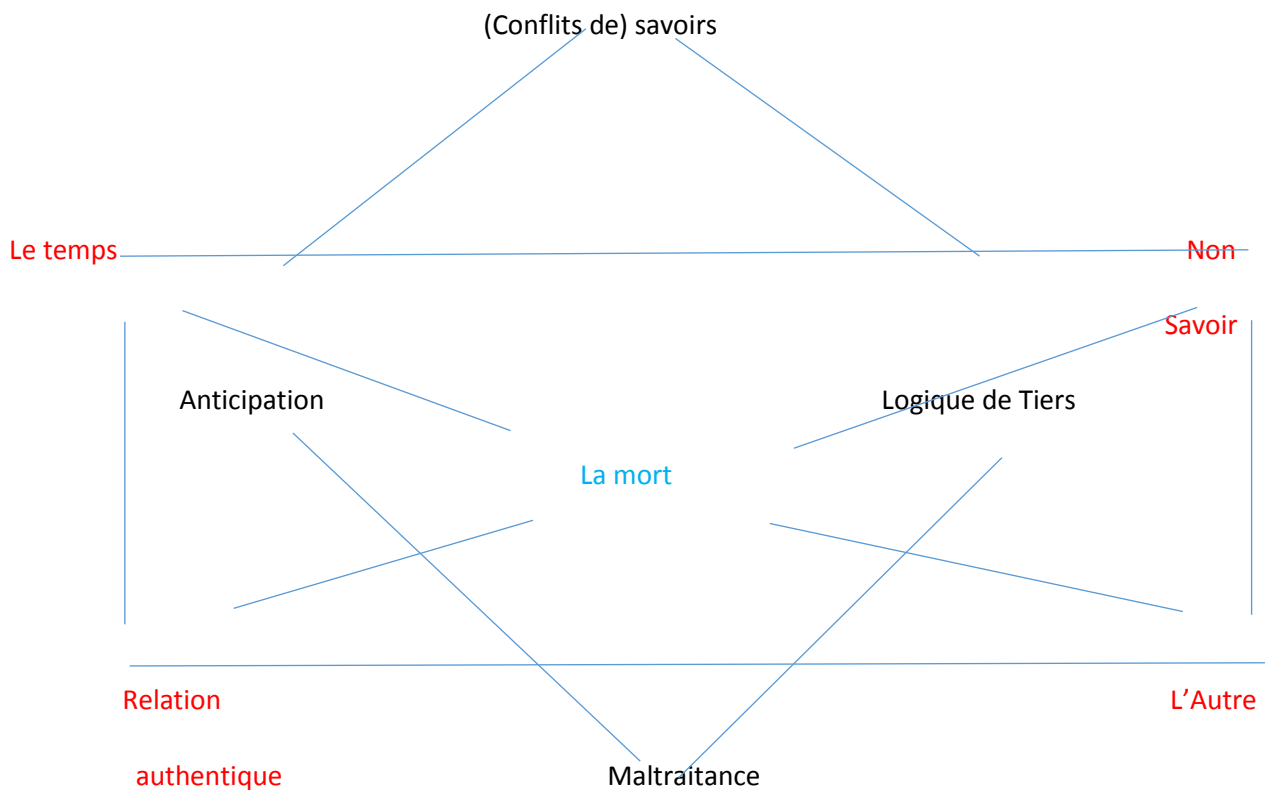 (Conflits de) savoirs
Le temps
Non
Savoir
Anticipation
Logique de Tiers
La mort
Relation
L’Autre
authentique
Maltraitance